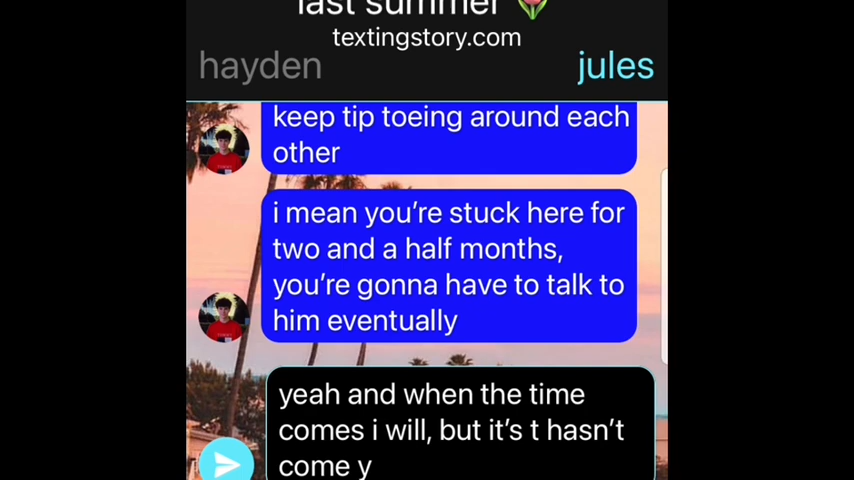 last summer 🌷
textingstory.com
hayden
jules
keep tip toeing around each
other
i mean you're stuck here for
two and a half months,
you're gonna have to talk to
him eventually
yeah and when the time
comes i will, but it's t hasn't
come y